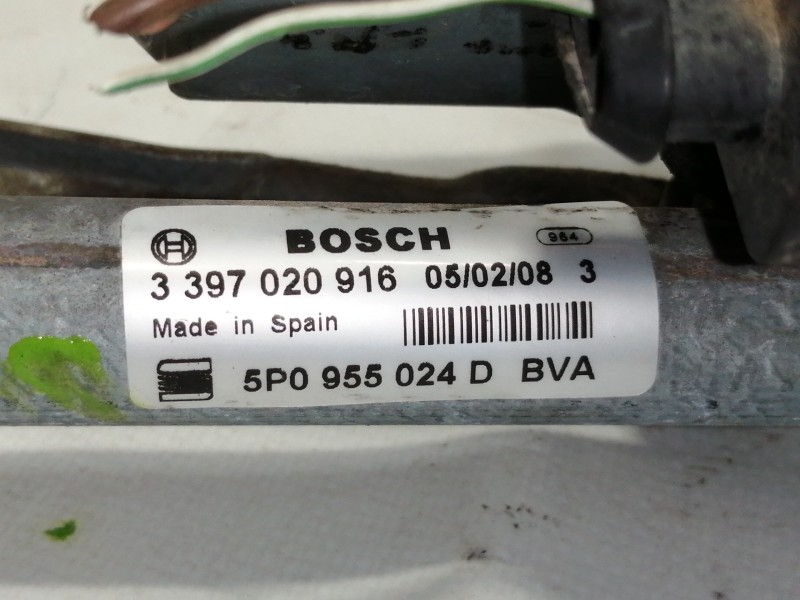 BOSCH 984
3 397 020 916 05/02/08 3
Made in Spain
5P0 955 024 D BVA